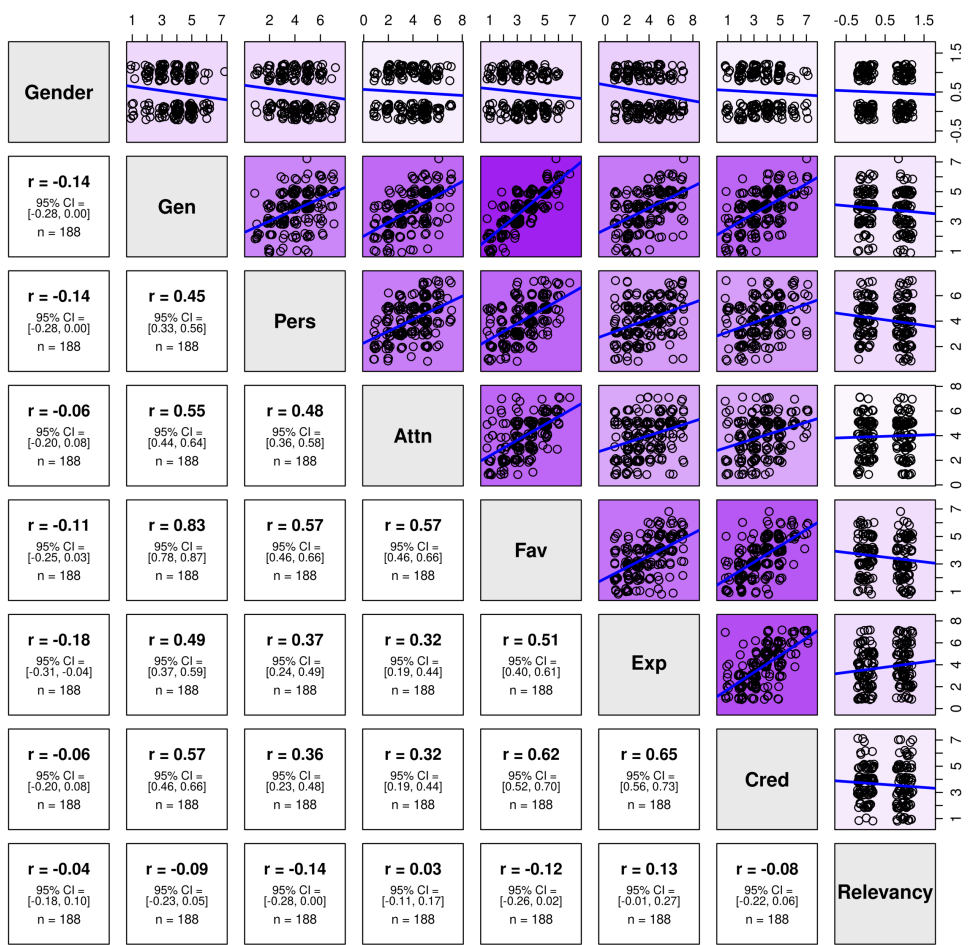 1 3 5 7
0 2 4 6
0 2 4 6 8
1 3 5 7
0 2 4 6 8
1 3 5 7
-0.5 0.5 1.5
Gender
-0.5 0.5 1.5
r = -0.14
95% CI =
[-0.28, 0.00]
n = 188
Gen
1 3 5 7
r = -0.14
95% CI =
[-0.28, 0.00]
n = 188
r = 0.45
95% CI =
[0.33, 0.56]
n = 188
Pers
2 4 6
r = -0.06
95% CI =
[-0.20, 0.08]
n = 188
r = 0.55
95% CI =
[0.44, 0.64]
n = 188
r = 0.48
95% CI =
[0.36, 0.58]
n = 188
Attn
0 2 4 6 8
r = -0.11
95% CI =
[-0.25, 0.03]
n = 188
r = 0.83
95% CI =
[0.78, 0.87]
n = 188
r = 0.57
95% CI =
[0.46, 0.66]
n = 188
r = 0.57
95% CI =
[0.46, 0.66]
n = 188
Fav
1 3 5 7
r = -0.18
95% CI =
[-0.31, -0.04]
n = 188
r = 0.49
95% CI =
[0.37, 0.59]
n = 188
r = 0.37
95% CI =
[0.24, 0.49]
n = 188
r = 0.32
95% CI =
[0.19, 0.44]
n = 188
r = 0.51
95% CI =
[0.40, 0.61]
n = 188
Exp
0 2 4 6 8
r = -0.06
95% CI =
[-0.20, 0.08]
n = 188
r = 0.57
95% CI =
[0.46, 0.66]
n = 188
r = 0.36
95% CI =
[0.23, 0.48]
n = 188
r = 0.32
95% CI =
[0.19, 0.44]
n = 188
r = 0.62
95% CI =
[0.52, 0.70]
n = 188
r = 0.65
95% CI =
[0.56, 0.73]
n = 188
Cred
1 3 5 7
r = -0.04
95% CI =
[-0.18, 0.10]
n = 188
r = -0.09
95% CI =
[-0.23, 0.05]
n = 188
r = -0.14
95% CI =
[-0.28, 0.00]
n = 188
r = 0.03
95% CI =
[-0.11, 0.17]
n = 188
r = -0.12
95% CI =
[-0.26, 0.02]
n = 188
r = 0.13
95% CI =
[-0.01, 0.27]
n = 188
r = -0.08
95% CI =
[-0.22, 0.06]
n = 188
Relevancy